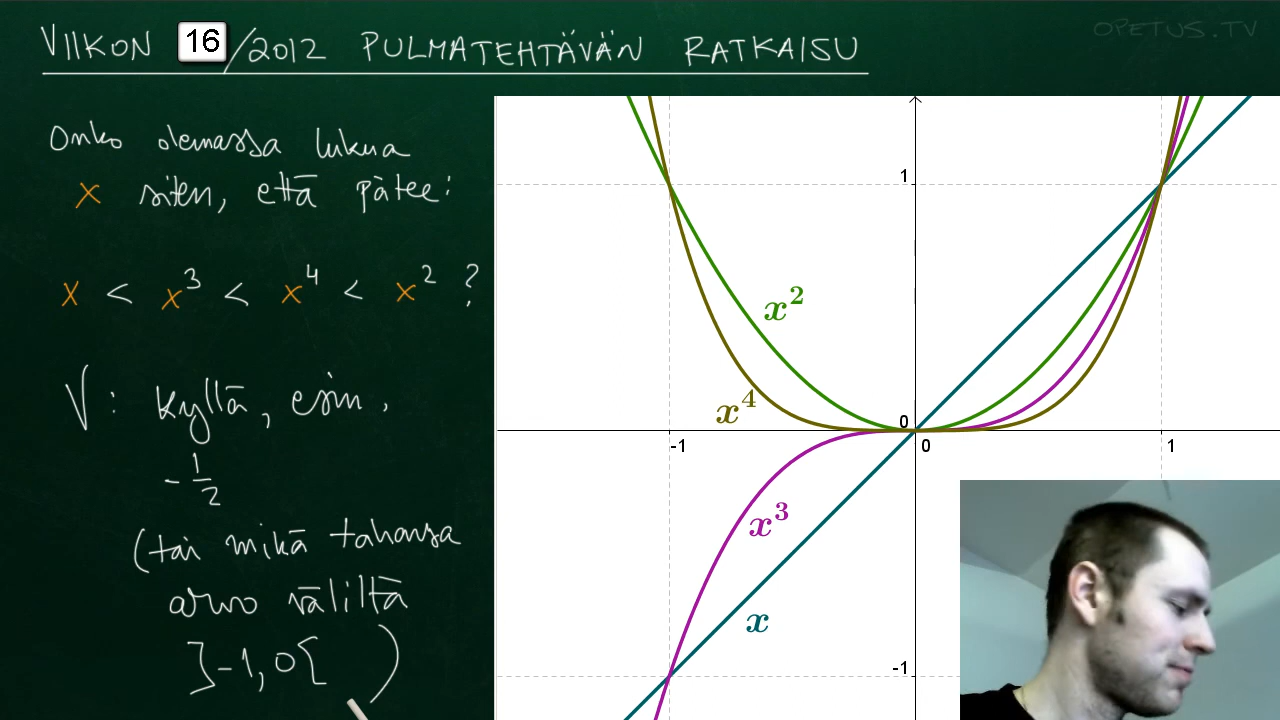 VIIKON 16/2012 PULMATEHTÄVÄN RATKAISU
OPETUS.TV
Onko olemassa lukua
x siten, että pätee:
x < x³ < x⁴ < x² ?
V: kyllä, esim.
-1/2
(tai mikä tahansa
arvo väliltä
]-1,0[ )
1
x²
x⁴
0
-1
0
1
x³
x
-1